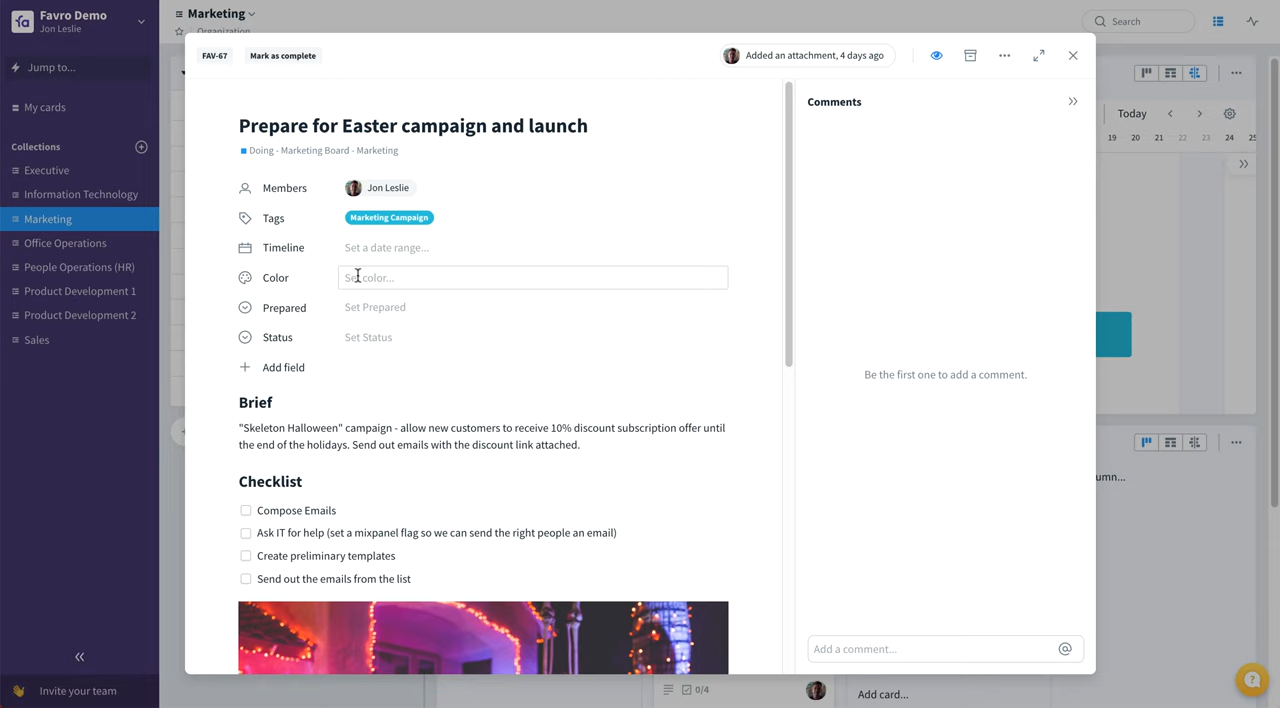 Favro Demo
Jon Leslie
Jump to...
My cards
Collections
Executive
Information Technology
Marketing
Office Operations
People Operations (HR)
Product Development 1
Product Development 2
Sales
Invite your team
Marketing
Organization
Search
FAV-67
Mark as complete
Added an attachment, 4 days ago
Prepare for Easter campaign and launch
Doing - Marketing Board - Marketing
Members
Jon Leslie
Tags
Marketing Campaign
Timeline
Set a date range...
Color
Set color...
Prepared
Set Prepared
Status
Set Status
Add field
Brief
"Skeleton Halloween" campaign - allow new customers to receive 10% discount subscription offer until
the end of the holidays. Send out emails with the discount link attached.
Checklist
Compose Emails
Ask IT for help (set a mixpanel flag so we can send the right people an email)
Create preliminary templates
Send out the emails from the list
Comments
Be the first one to add a comment.
Add a comment...
Today
19 20 21 22 23 24 25
umn...
0/4
Add card...